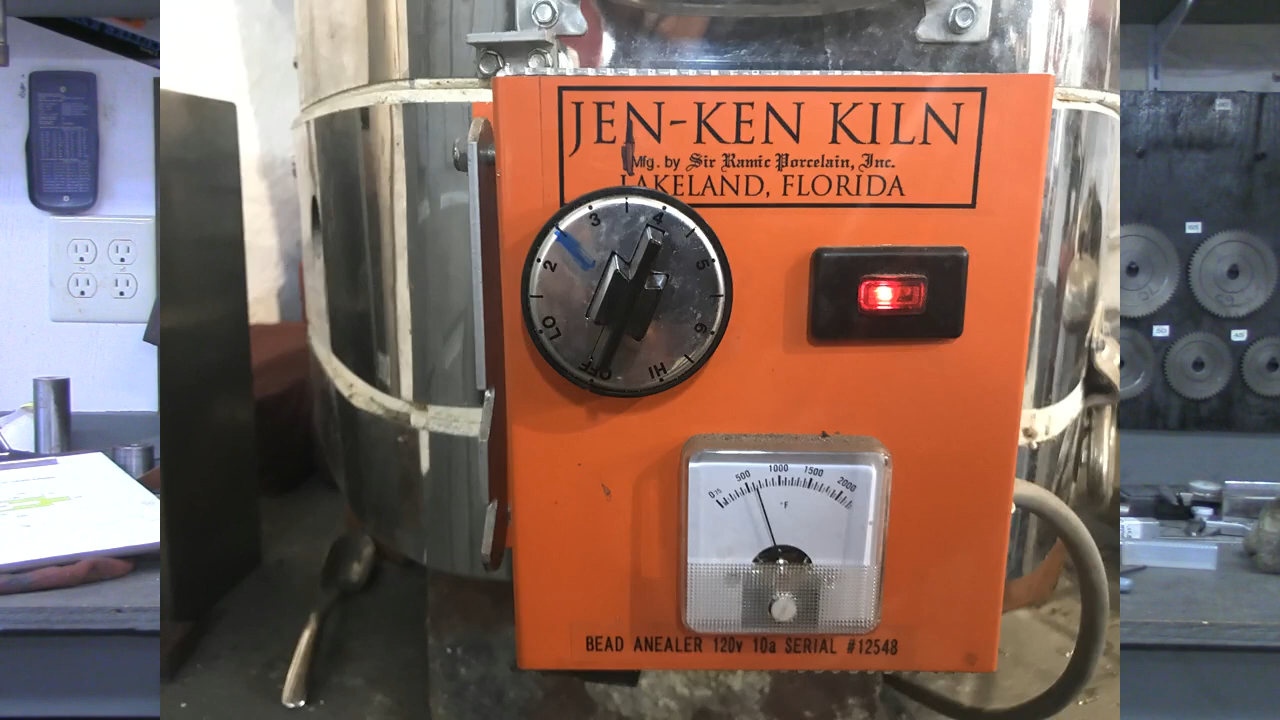 JEN-KEN KILN
Mfg. by Sir Ramic Porcelain, Inc.
LAKELAND, FLORIDA
3
4
2
5
LO
6
OFF
HI
0
500
1000
1500
2000
°F
BEAD ANEALER 120v 10a SERIAL #12548